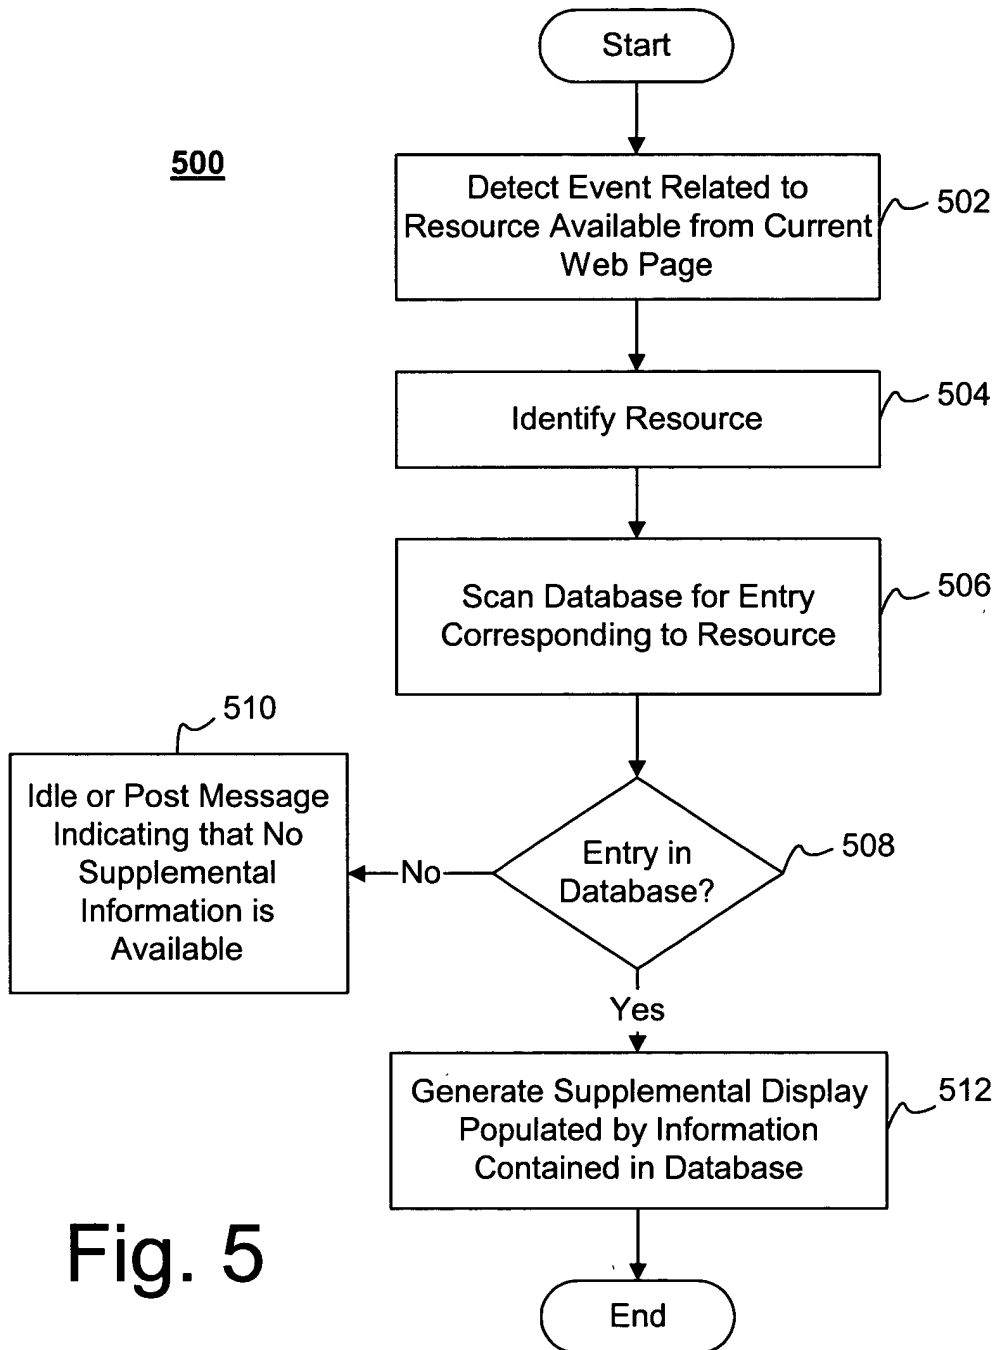 Start
500
Detect Event Related to
Resource Available from Current
Web Page
502
Identify Resource
504
Scan Database for Entry
Corresponding to Resource
506
510
Idle or Post Message
Indicating that No
Supplemental
Information is
Available
No
Entry in
Database?
508
Yes
Generate Supplemental Display
Populated by Information
Contained in Database
512
Fig. 5
End